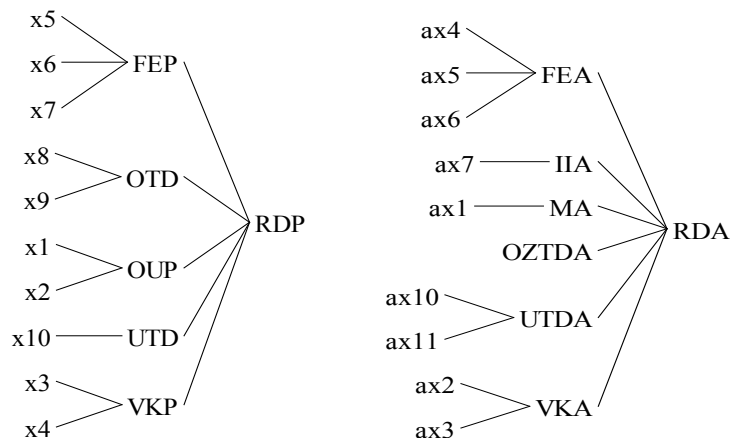 x5
x6
x7
FEP
x8
x9
OTD
x1
x2
OUP
x10
UTD
x3
x4
VKP
RDP
ax4
ax5
ax6
FEA
ax7
IIA
ax1
MA
OZTDA
ax10
ax11
UTDA
ax2
ax3
VKA
RDA